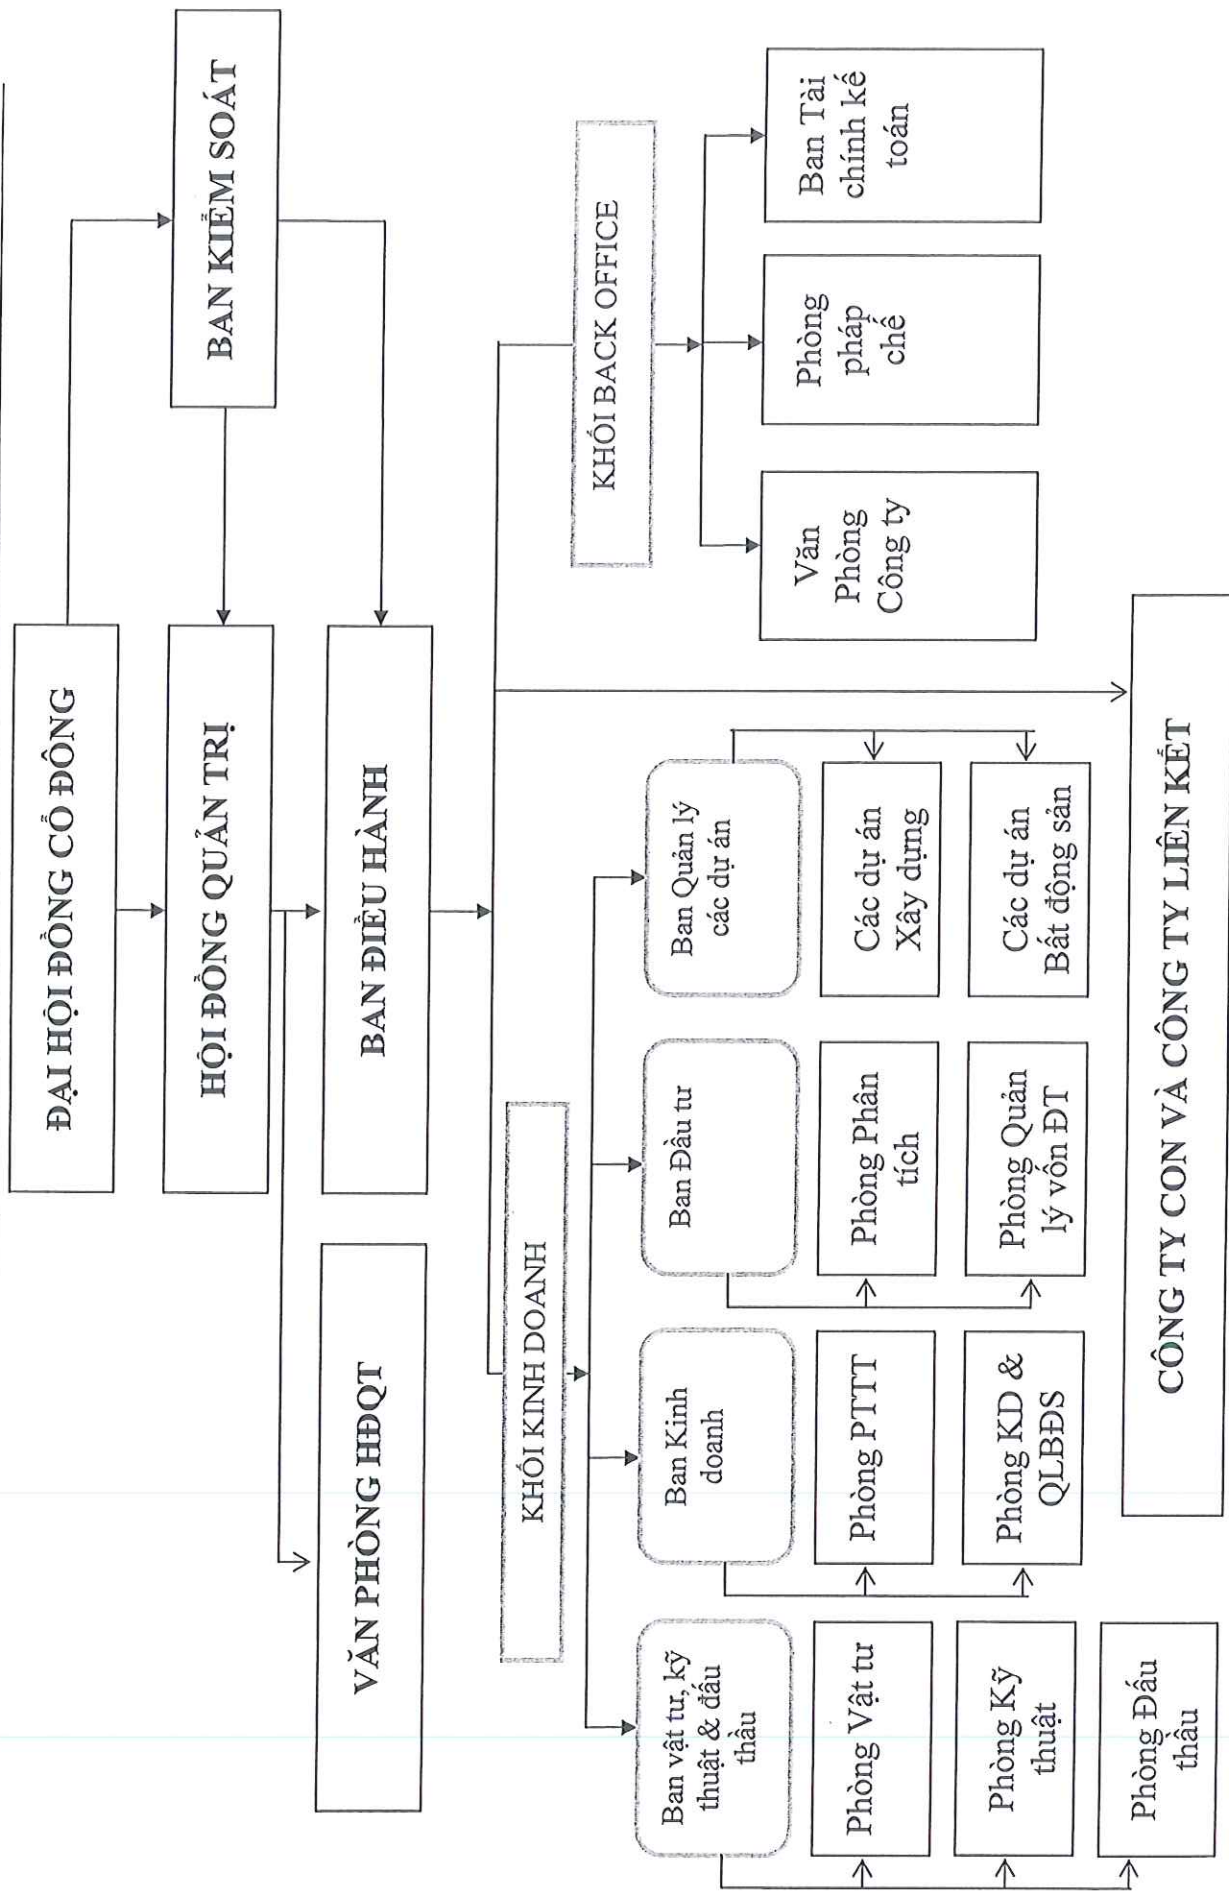 ĐẠI HỘI ĐỒNG CỔ ĐÔNG
BAN KIỂM SOÁT
HỘI ĐỒNG QUẢN TRỊ
VĂN PHÒNG HĐQT
BAN ĐIỀU HÀNH
KHỐI KINH DOANH
KHỐI BACK OFFICE
Ban vật tư, kỹ
thuật & đấu
thầu
Phòng Vật tư
Phòng Kỹ
thuật
Phòng Đấu
thầu
Ban Kinh
doanh
Phòng PTTT
Phòng KD &
QLBĐS
Ban Đầu tư
Phòng Phân
tích
Phòng Quản
lý vốn ĐT
Ban Quản lý
các dự án
Các dự án
Xây dựng
Các dự án
Bất động sản
Văn
Phòng
Công ty
Phòng
pháp
chế
Ban Tài
chính kế
toán
CÔNG TY CON VÀ CÔNG TY LIÊN KẾT